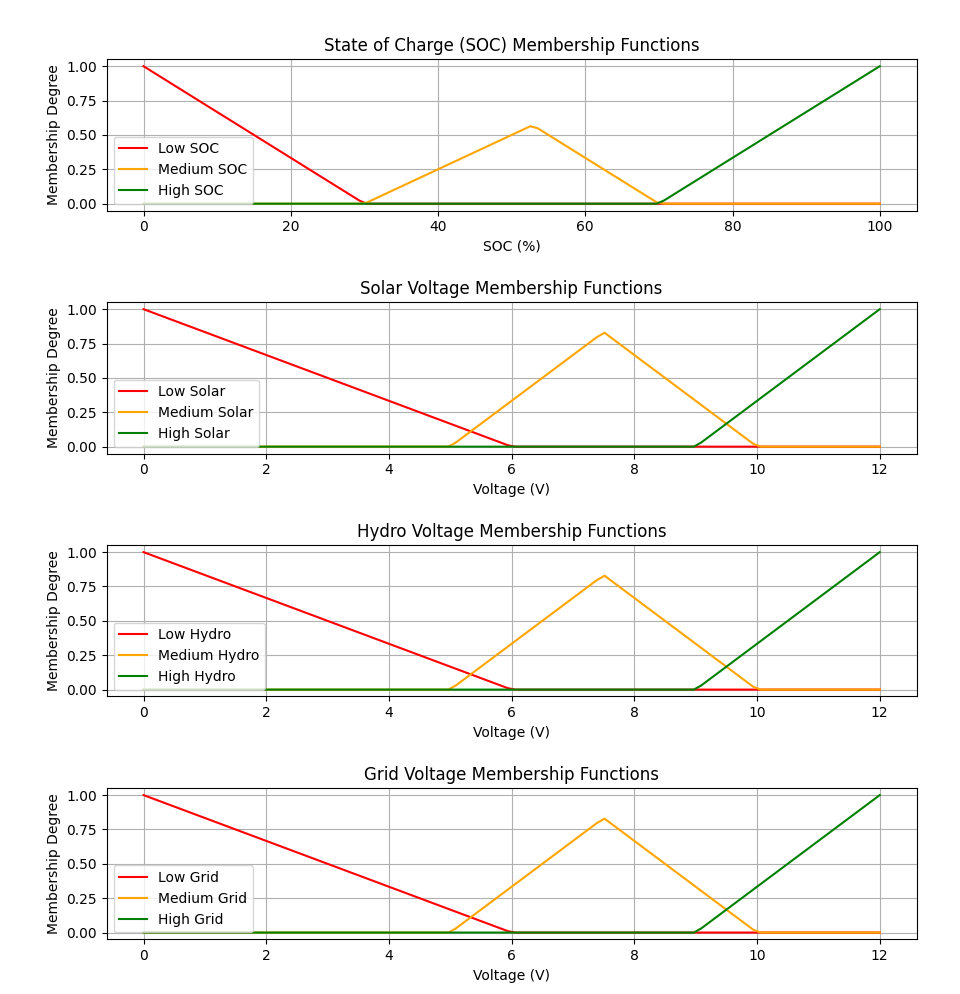 State of Charge (SOC) Membership Functions
Membership Degree
1.00
0.75
0.50
0.25
0.00
Low SOC
Medium SOC
High SOC
0 20 40 60 80 100
SOC (%)
Solar Voltage Membership Functions
Membership Degree
1.00
0.75
0.50
0.25
0.00
Low Solar
Medium Solar
High Solar
0 2 4 6 8 10 12
Voltage (V)
Hydro Voltage Membership Functions
Membership Degree
1.00
0.75
0.50
0.25
0.00
Low Hydro
Medium Hydro
High Hydro
0 2 4 6 8 10 12
Voltage (V)
Grid Voltage Membership Functions
Membership Degree
1.00
0.75
0.50
0.25
0.00
Low Grid
Medium Grid
High Grid
0 2 4 6 8 10 12
Voltage (V)